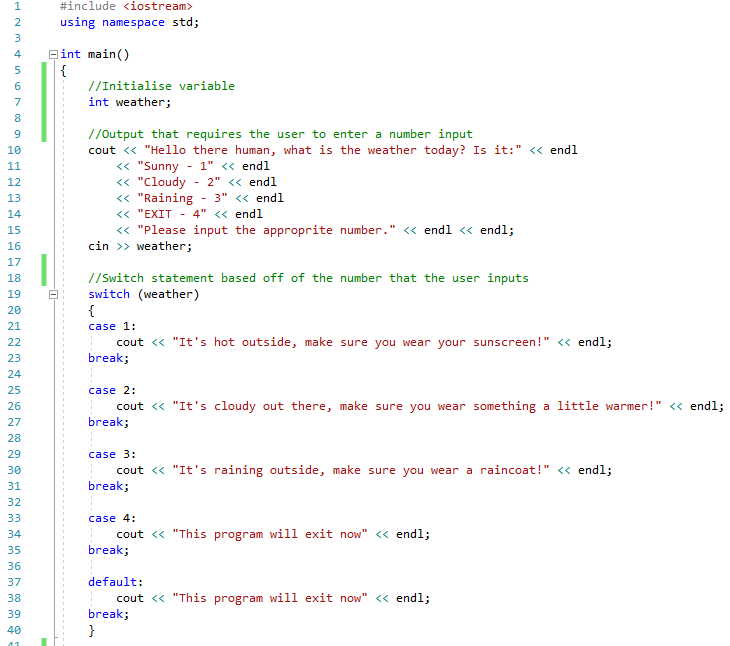 1 #include <iostream>
2 using namespace std;
3
4 int main()
5 {
6 //Initialise variable
7 int weather;
8
9 //Output that requires the user to enter a number input
10 cout << "Hello there human, what is the weather today? Is it:" << endl
11 << "Sunny - 1" << endl
12 << "Cloudy - 2" << endl
13 << "Raining - 3" << endl
14 << "EXIT - 4" << endl
15 << "Please input the approprite number." << endl << endl;
16 cin >> weather;
17
18 //Switch statement based off of the number that the user inputs
19 switch (weather)
20 {
21 case 1:
22 cout << "It's hot outside, make sure you wear your sunscreen!" << endl;
23 break;
24
25 case 2:
26 cout << "It's cloudy out there, make sure you wear something a little warmer!" << endl;
27 break;
28
29 case 3:
30 cout << "It's raining outside, make sure you wear a raincoat!" << endl;
31 break;
32
33 case 4:
34 cout << "This program will exit now" << endl;
35 break;
36
37 default:
38 cout << "This program will exit now" << endl;
39 break;
40 }
41